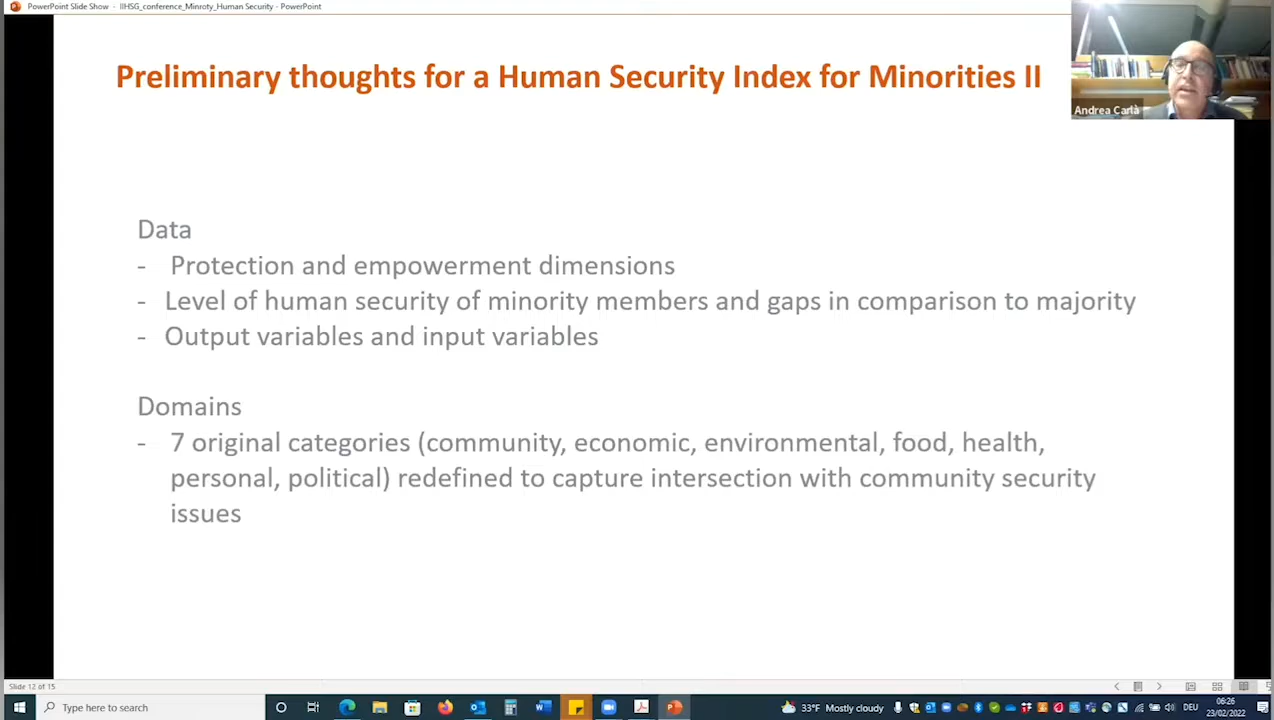 PowerPoint Slide Show - IIHSG_conference_Minroty_Human Security - PowerPoint
Preliminary thoughts for a Human Security Index for Minorities II
Andrea Carlà
Data
- Protection and empowerment dimensions
- Level of human security of minority members and gaps in comparison to majority
- Output variables and input variables
Domains
- 7 original categories (community, economic, environmental, food, health,
personal, political) redefined to capture intersection with community security
issues
Slide 12 of 15
Type here to search
33°F Mostly cloudy
DEU
06:26
23/02/2022